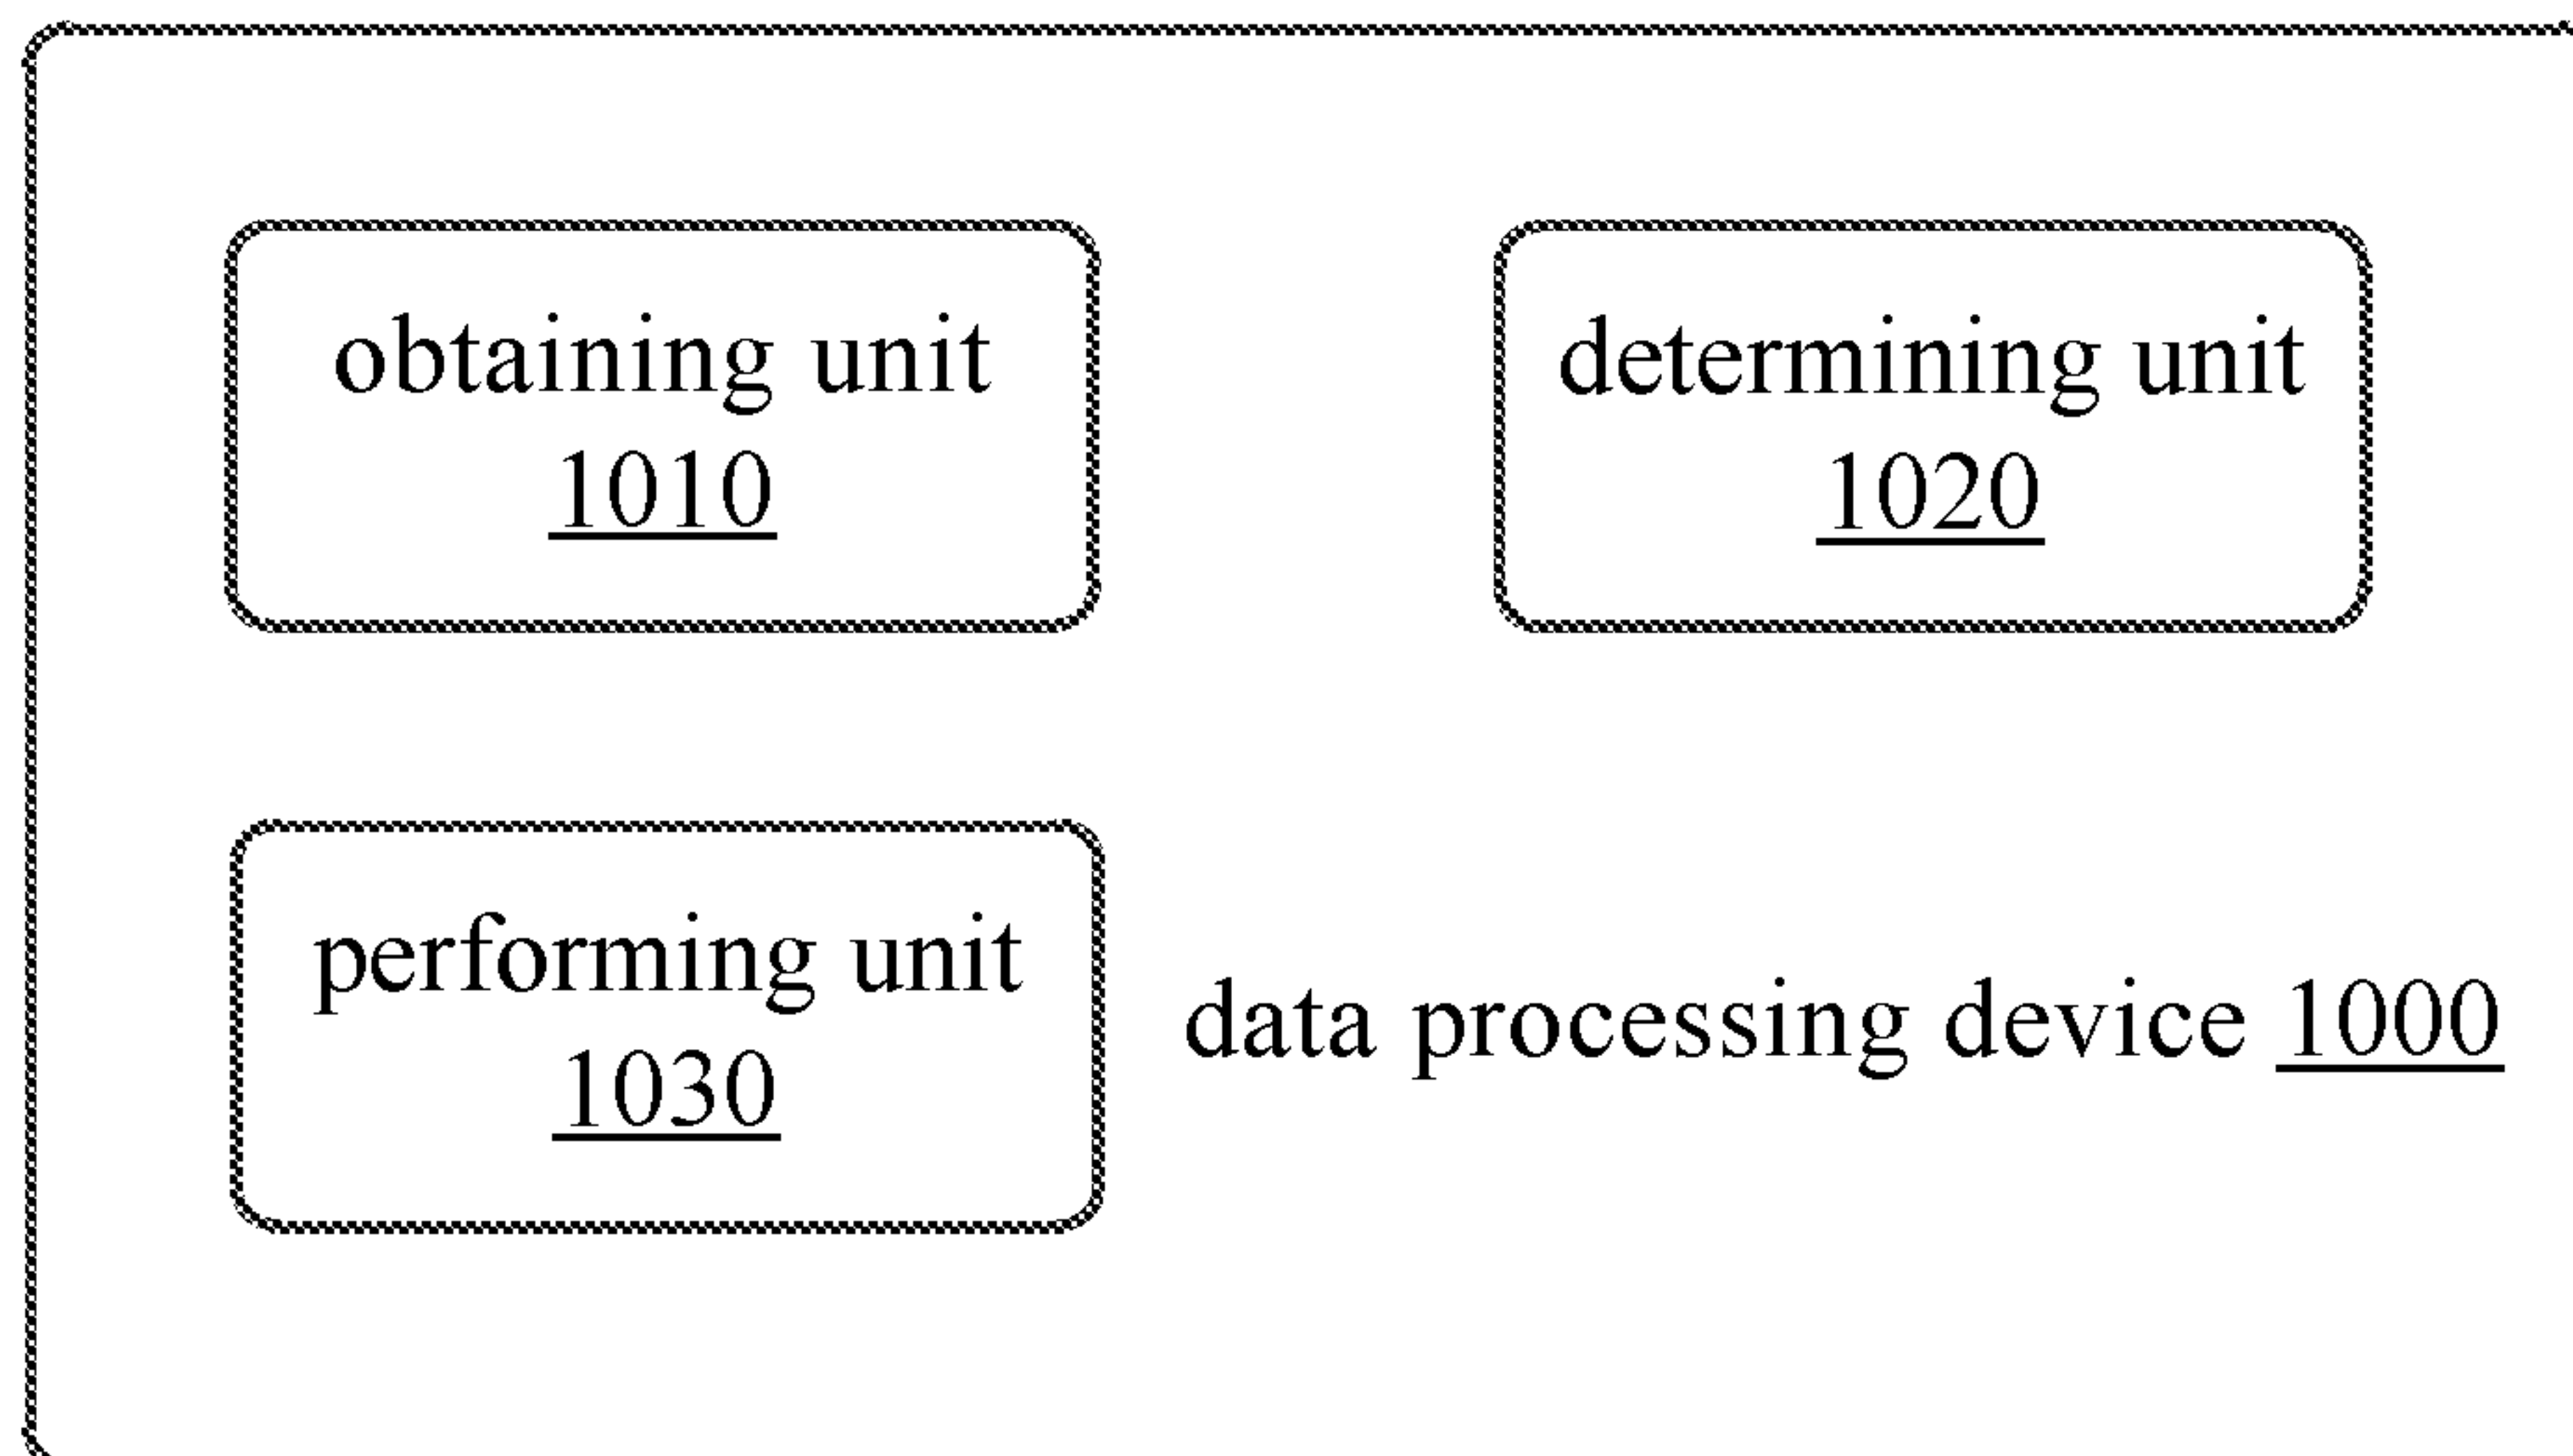 obtaining unit
1010
determining unit
1020
performing unit
1030
data processing device 1000